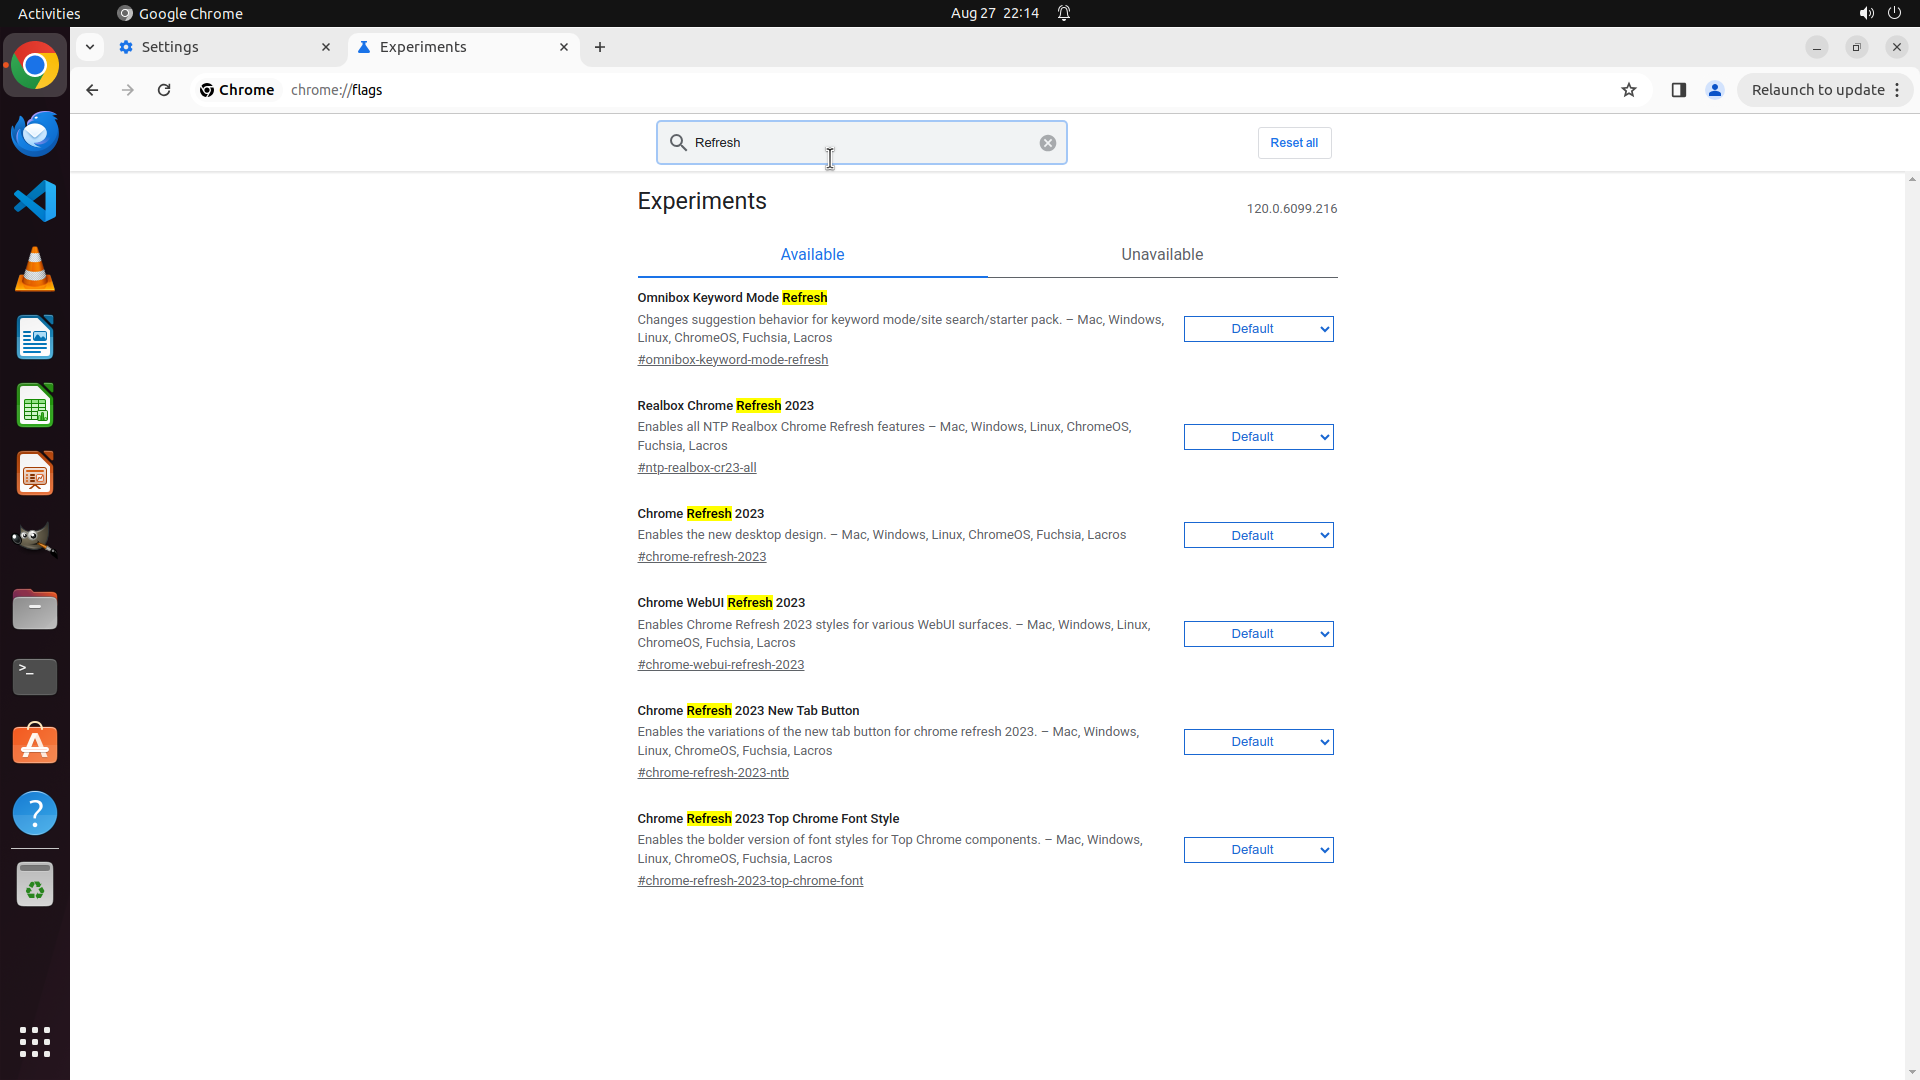 Activities
Google Chrome
Aug 27 22:14
Settings
Experiments
Chrome
chrome://flags
Relaunch to update
Refresh
Reset all
Experiments
120.0.6099.216
Available
Unavailable
Omnibox Keyword Mode Refresh
Changes suggestion behavior for keyword mode/site search/starter pack. – Mac, Windows,
Linux, ChromeOS, Fuchsia, Lacros
#omnibox-keyword-mode-refresh
Default
Realbox Chrome Refresh 2023
Enables all NTP Realbox Chrome Refresh features – Mac, Windows, Linux, ChromeOS,
Fuchsia, Lacros
#ntp-realbox-cr23-all
Default
Chrome Refresh 2023
Enables the new desktop design. – Mac, Windows, Linux, ChromeOS, Fuchsia, Lacros
#chrome-refresh-2023
Default
Chrome WebUI Refresh 2023
Enables Chrome Refresh 2023 styles for various WebUI surfaces. – Mac, Windows, Linux,
ChromeOS, Fuchsia, Lacros
#chrome-webui-refresh-2023
Default
Chrome Refresh 2023 New Tab Button
Enables the variations of the new tab button for chrome refresh 2023. – Mac, Windows,
Linux, ChromeOS, Fuchsia, Lacros
#chrome-refresh-2023-ntb
Default
Chrome Refresh 2023 Top Chrome Font Style
Enables the bolder version of font styles for Top Chrome components. – Mac, Windows,
Linux, ChromeOS, Fuchsia, Lacros
#chrome-refresh-2023-top-chrome-font
Default